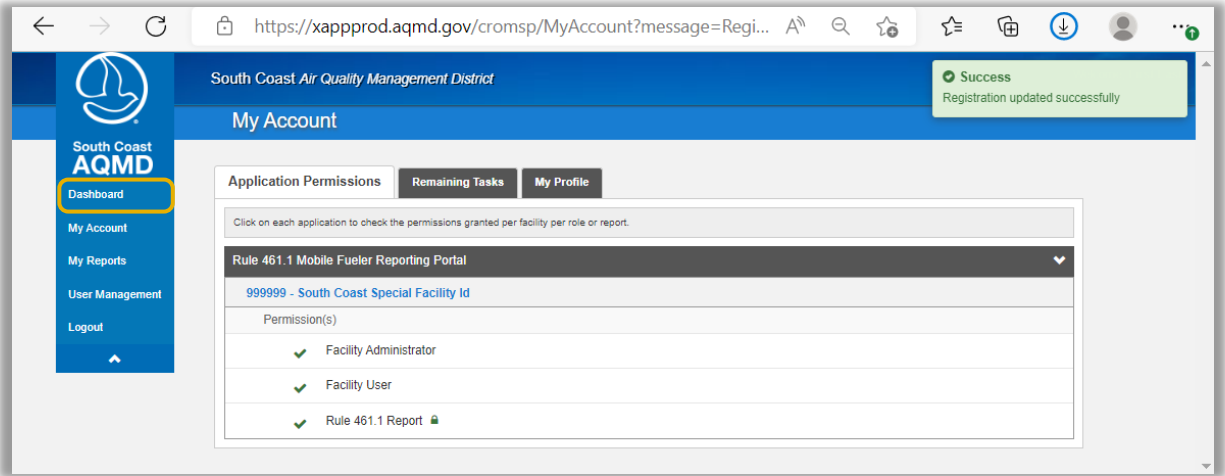 https://xappprod.aqmd.gov/cromsp/MyAccount?message=Regi...
South Coast Air Quality Management District
Success
Registration updated successfully
My Account
South Coast
AQMD
Dashboard
My Account
My Reports
User Management
Logout
Application Permissions
Remaining Tasks
My Profile
Click on each application to check the permissions granted per facility per role or report.
Rule 461.1 Mobile Fueler Reporting Portal
999999 - South Coast Special Facility Id
Permission(s)
Facility Administrator
Facility User
Rule 461.1 Report